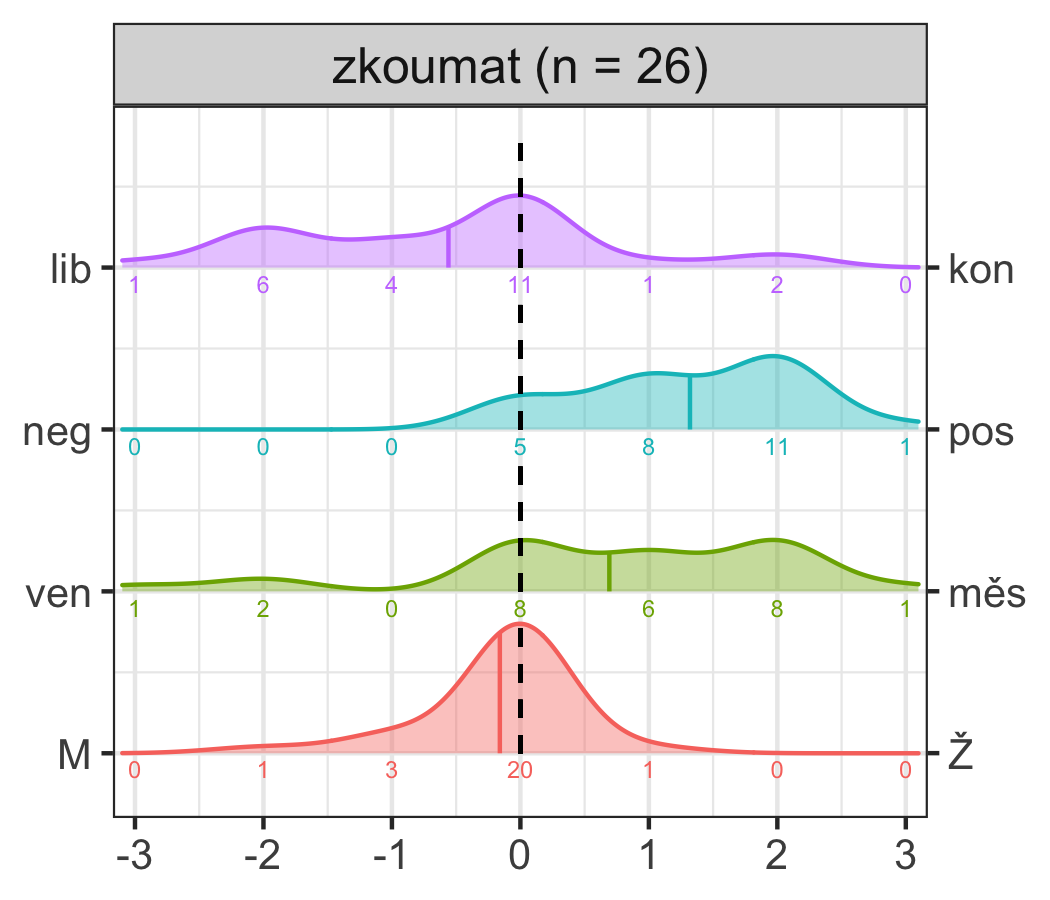 zkoumat (n = 26)
lib kon
1 6 4 11 1 2 0
neg pos
0 0 0 5 8 11 1
ven měs
1 2 0 8 6 8 1
M Ž
0 1 3 20 1 0 0
-3 -2 -1 0 1 2 3